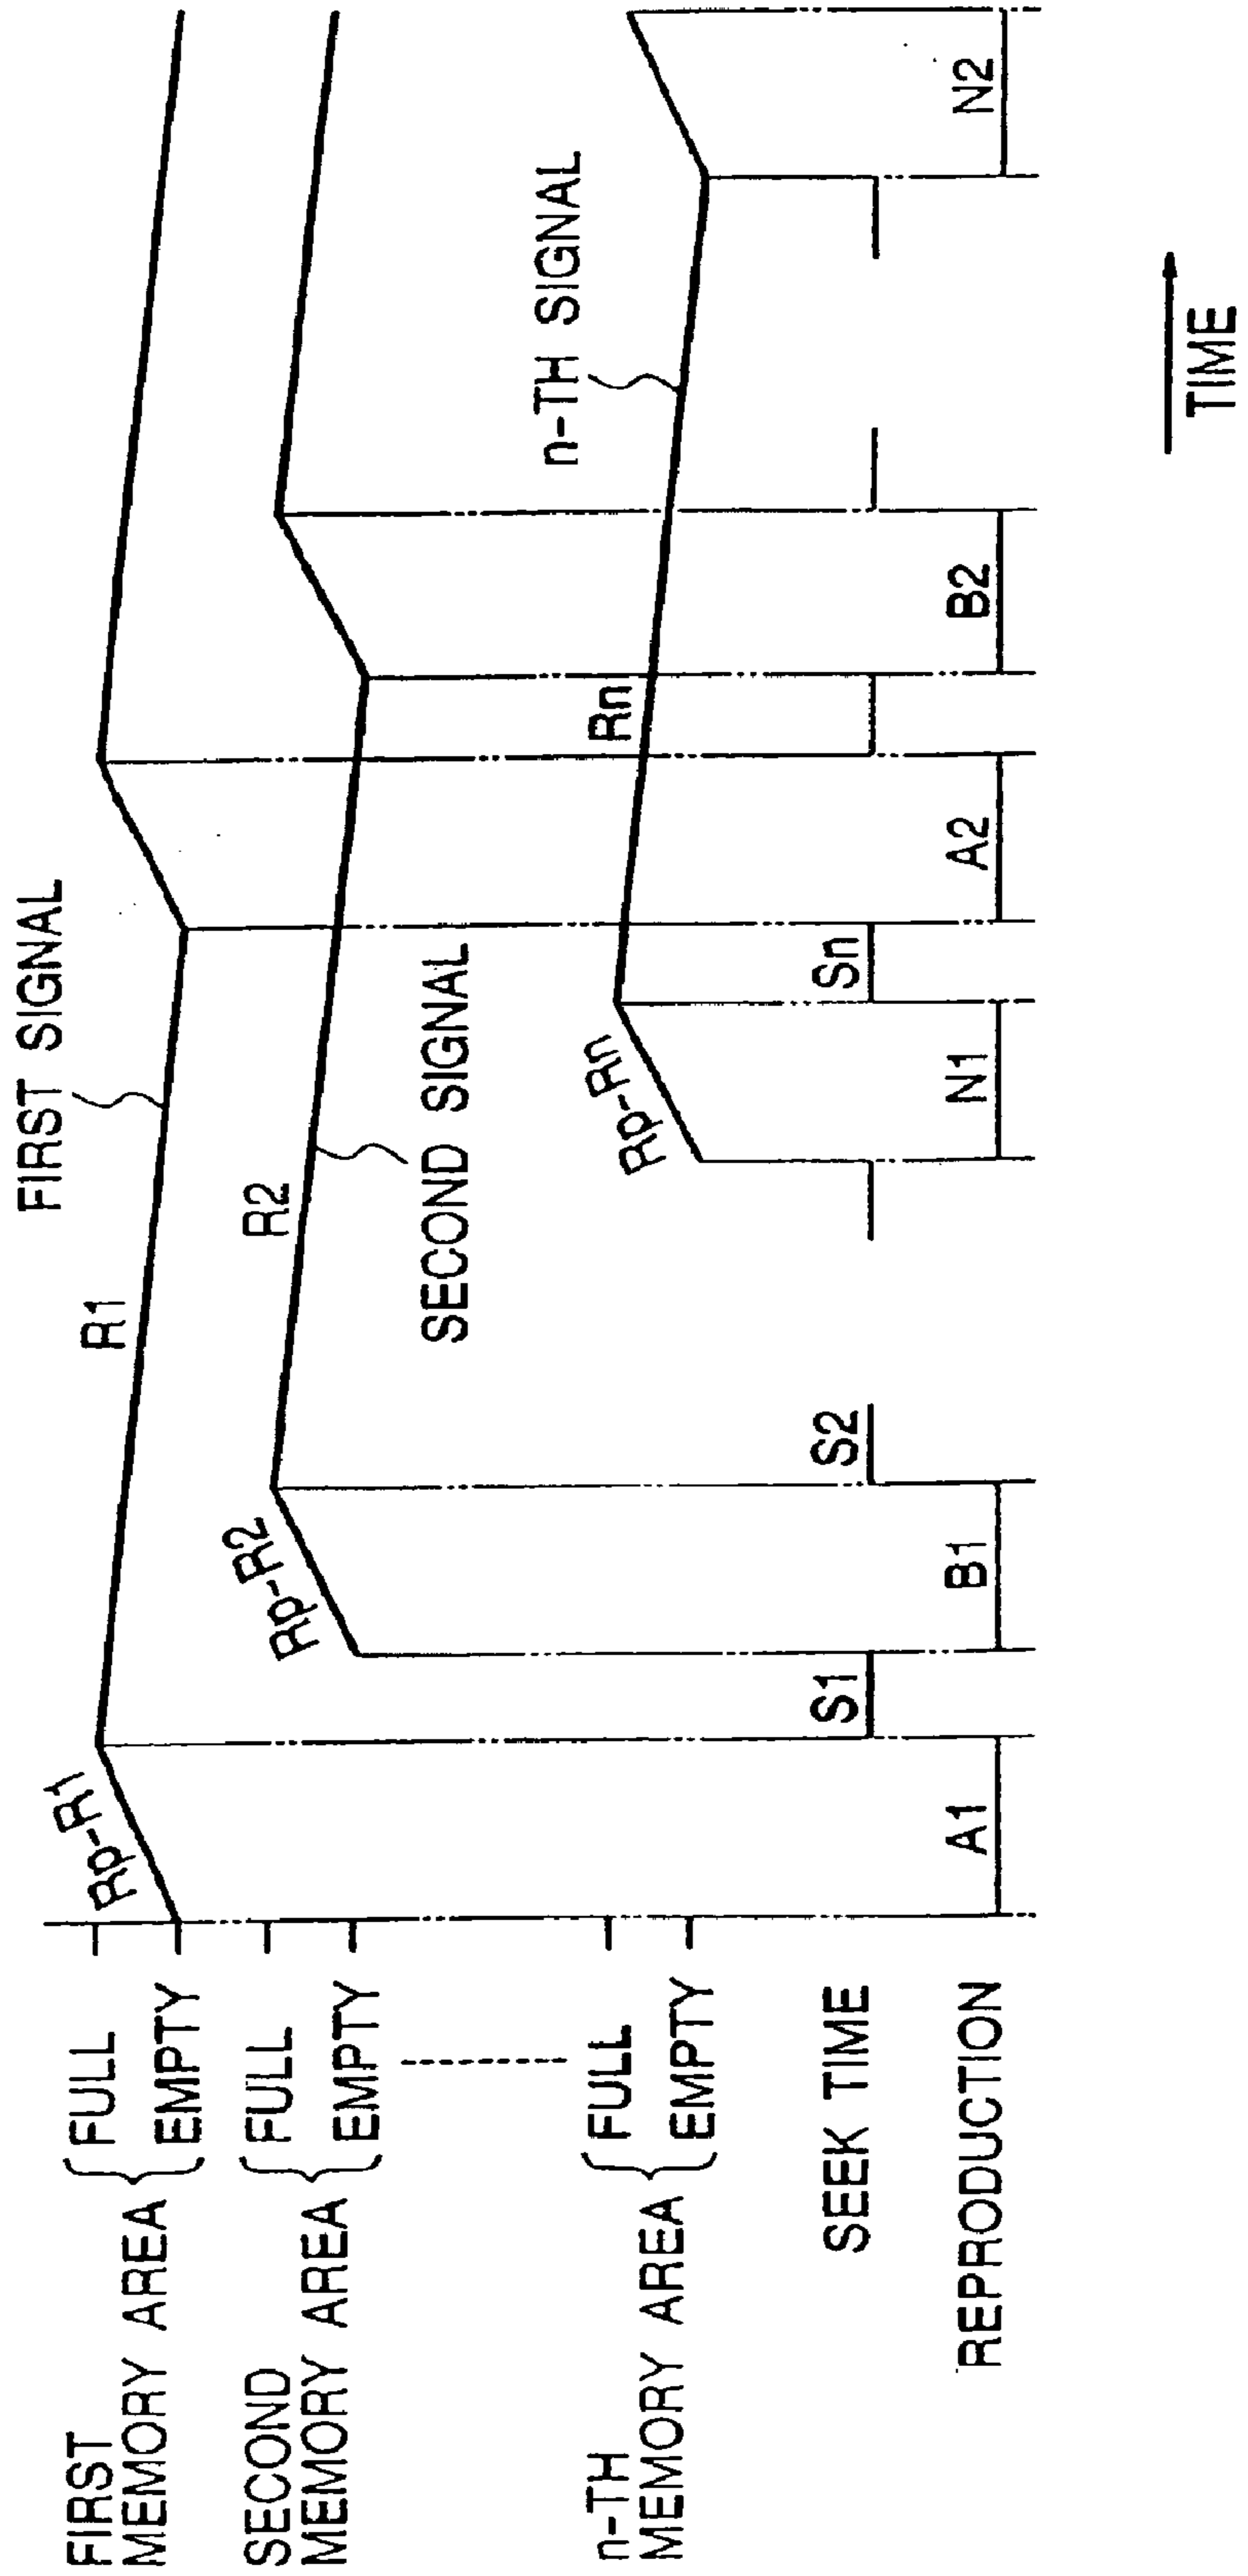 FIRST
MEMORY AREA
FULL
EMPTY
SECOND
MEMORY AREA
FULL
EMPTY
n-TH
MEMORY AREA
FULL
EMPTY
SEEK TIME
REPRODUCTION
Rp-R1
R1
FIRST SIGNAL
Rp-R2
R2
SECOND SIGNAL
Rp-Rn
Rn
n-TH SIGNAL
S1
S2
Sn
A1
B1
N1
A2
B2
N2
TIME